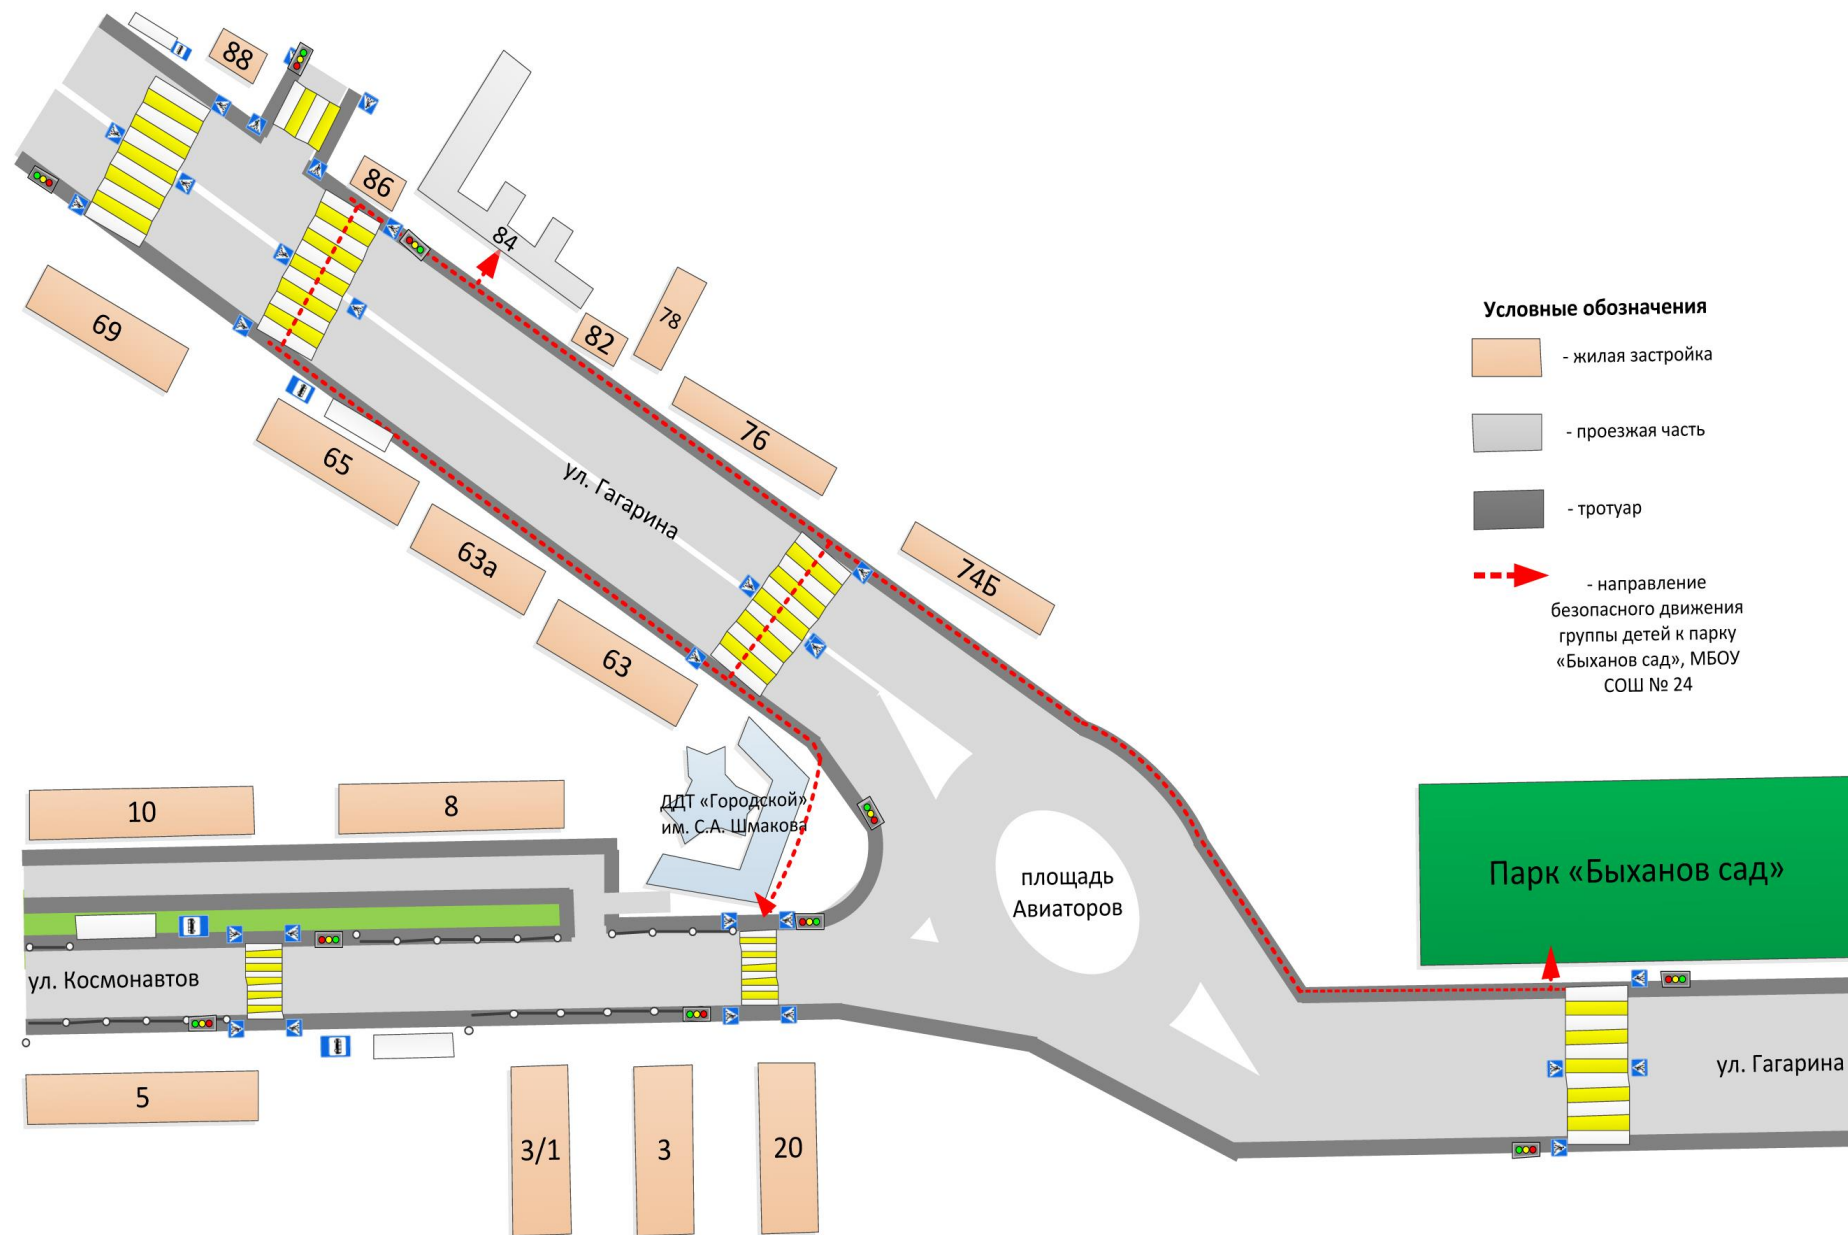 88
86
84
69
82
78
65
76
ул. Гагарина
63а
74Б
63
ДДТ «Городской»
им. С.А. Шмакова
10
8
площадь
Авиаторов
Парк «Быханов сад»
ул. Космонавтов
ул. Гагарина
5
3/1
3
20
Условные обозначения
- жилая застройка
- проезжая часть
- тротуар
- направление
безопасного движения
группы детей к парку
«Быханов сад», МБОУ
СОШ № 24